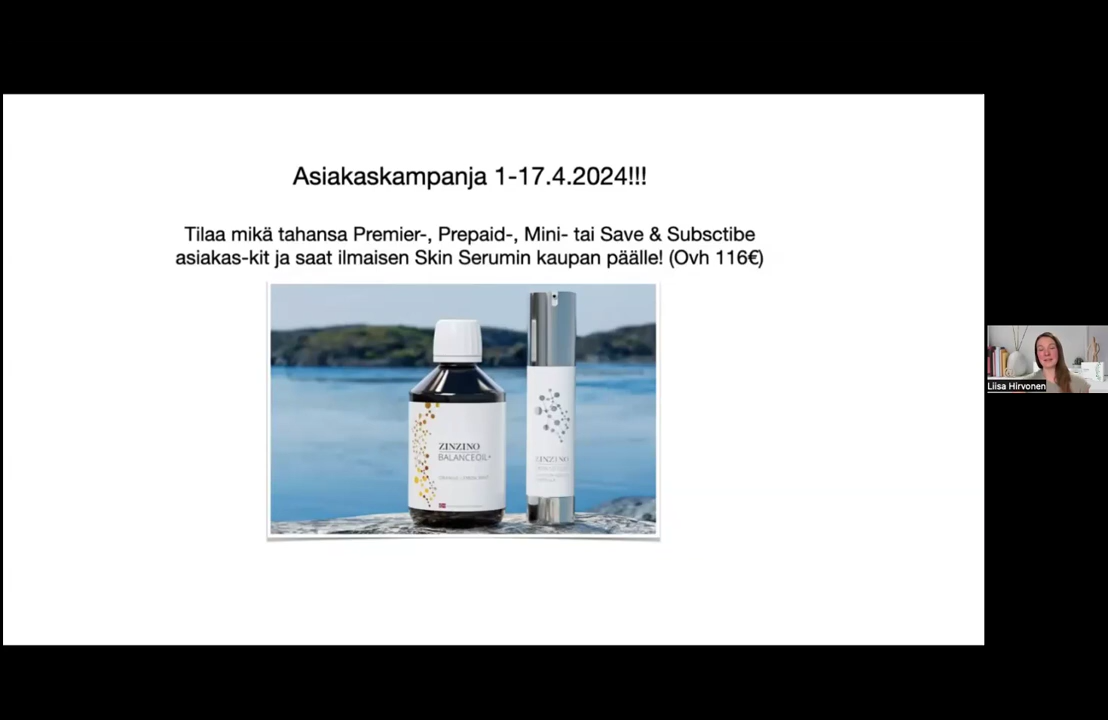 Asiakaskampanja 1-17.4.2024!!!
Tilaa mikä tahansa Premier-, Prepaid-, Mini- tai Save & Subsctibe
asiakas-kit ja saat ilmaisen Skin Serumin kaupan päälle! (Ovh 116€)
ZINZINO
BALANCEOIL+
ZINZINO
Liisa Hirvonen